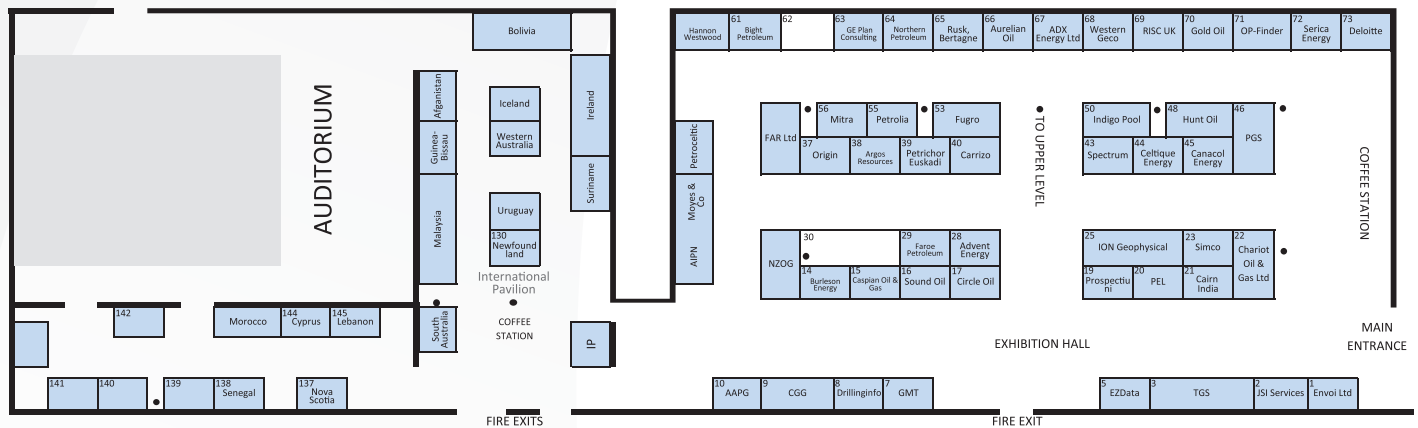 Bolivia
Hannon
Westwood
61
Bight
Petroleum
62
63
GE Plan
Consulting
64
Northern
Petroleum
65
Rusk,
Bertagne
66
Aurelian
Oil
67
ADX
Energy Ltd
68
Western
Geco
69
RISC UK
70
Gold Oil
71
OP-Finder
72
Serica
Energy
73
Deloitte
AUDITORIUM
Afganistan
Guinea-
Bissau
Malaysia
Iceland
Western
Australia
Uruguay
130
Newfound
land
International
Pavilion
COFFEE
STATION
Ireland
Suriname
IP
South
Australia
Petroceltic
Moyes &
Co
AIPN
FAR Ltd
56
Mitra
55
Petrolia
53
Fugro
37
Origin
38
Argos
Resources
39
Petrichor
Euskadi
40
Carrizo
TO UPPER LEVEL
50
Indigo Pool
48
Hunt Oil
46
PGS
43
Spectrum
44
Celtique
Energy
45
Canacol
Energy
COFFEE STATION
NZOG
30
29
Faroe
Petroleum
28
Advent
Energy
14
Burleson
Energy
15
Caspian Oil &
Gas
16
Sound Oil
17
Circle Oil
25
ION Geophysical
23
Simco
22
Chariot
Oil &
Gas Ltd
19
Prospectiu
ni
20
PEL
21
Cairn
India
142
Morocco
144
Cyprus
145
Lebanon
141
140
139
138
Senegal
137
Nova
Scotia
EXHIBITION HALL
MAIN
ENTRANCE
10
AAPG
9
CGG
8
Drillinginfo
7
GMT
5
EZData
3
TGS
2
JSI Services
1
Envoi Ltd
FIRE EXITS
FIRE EXIT